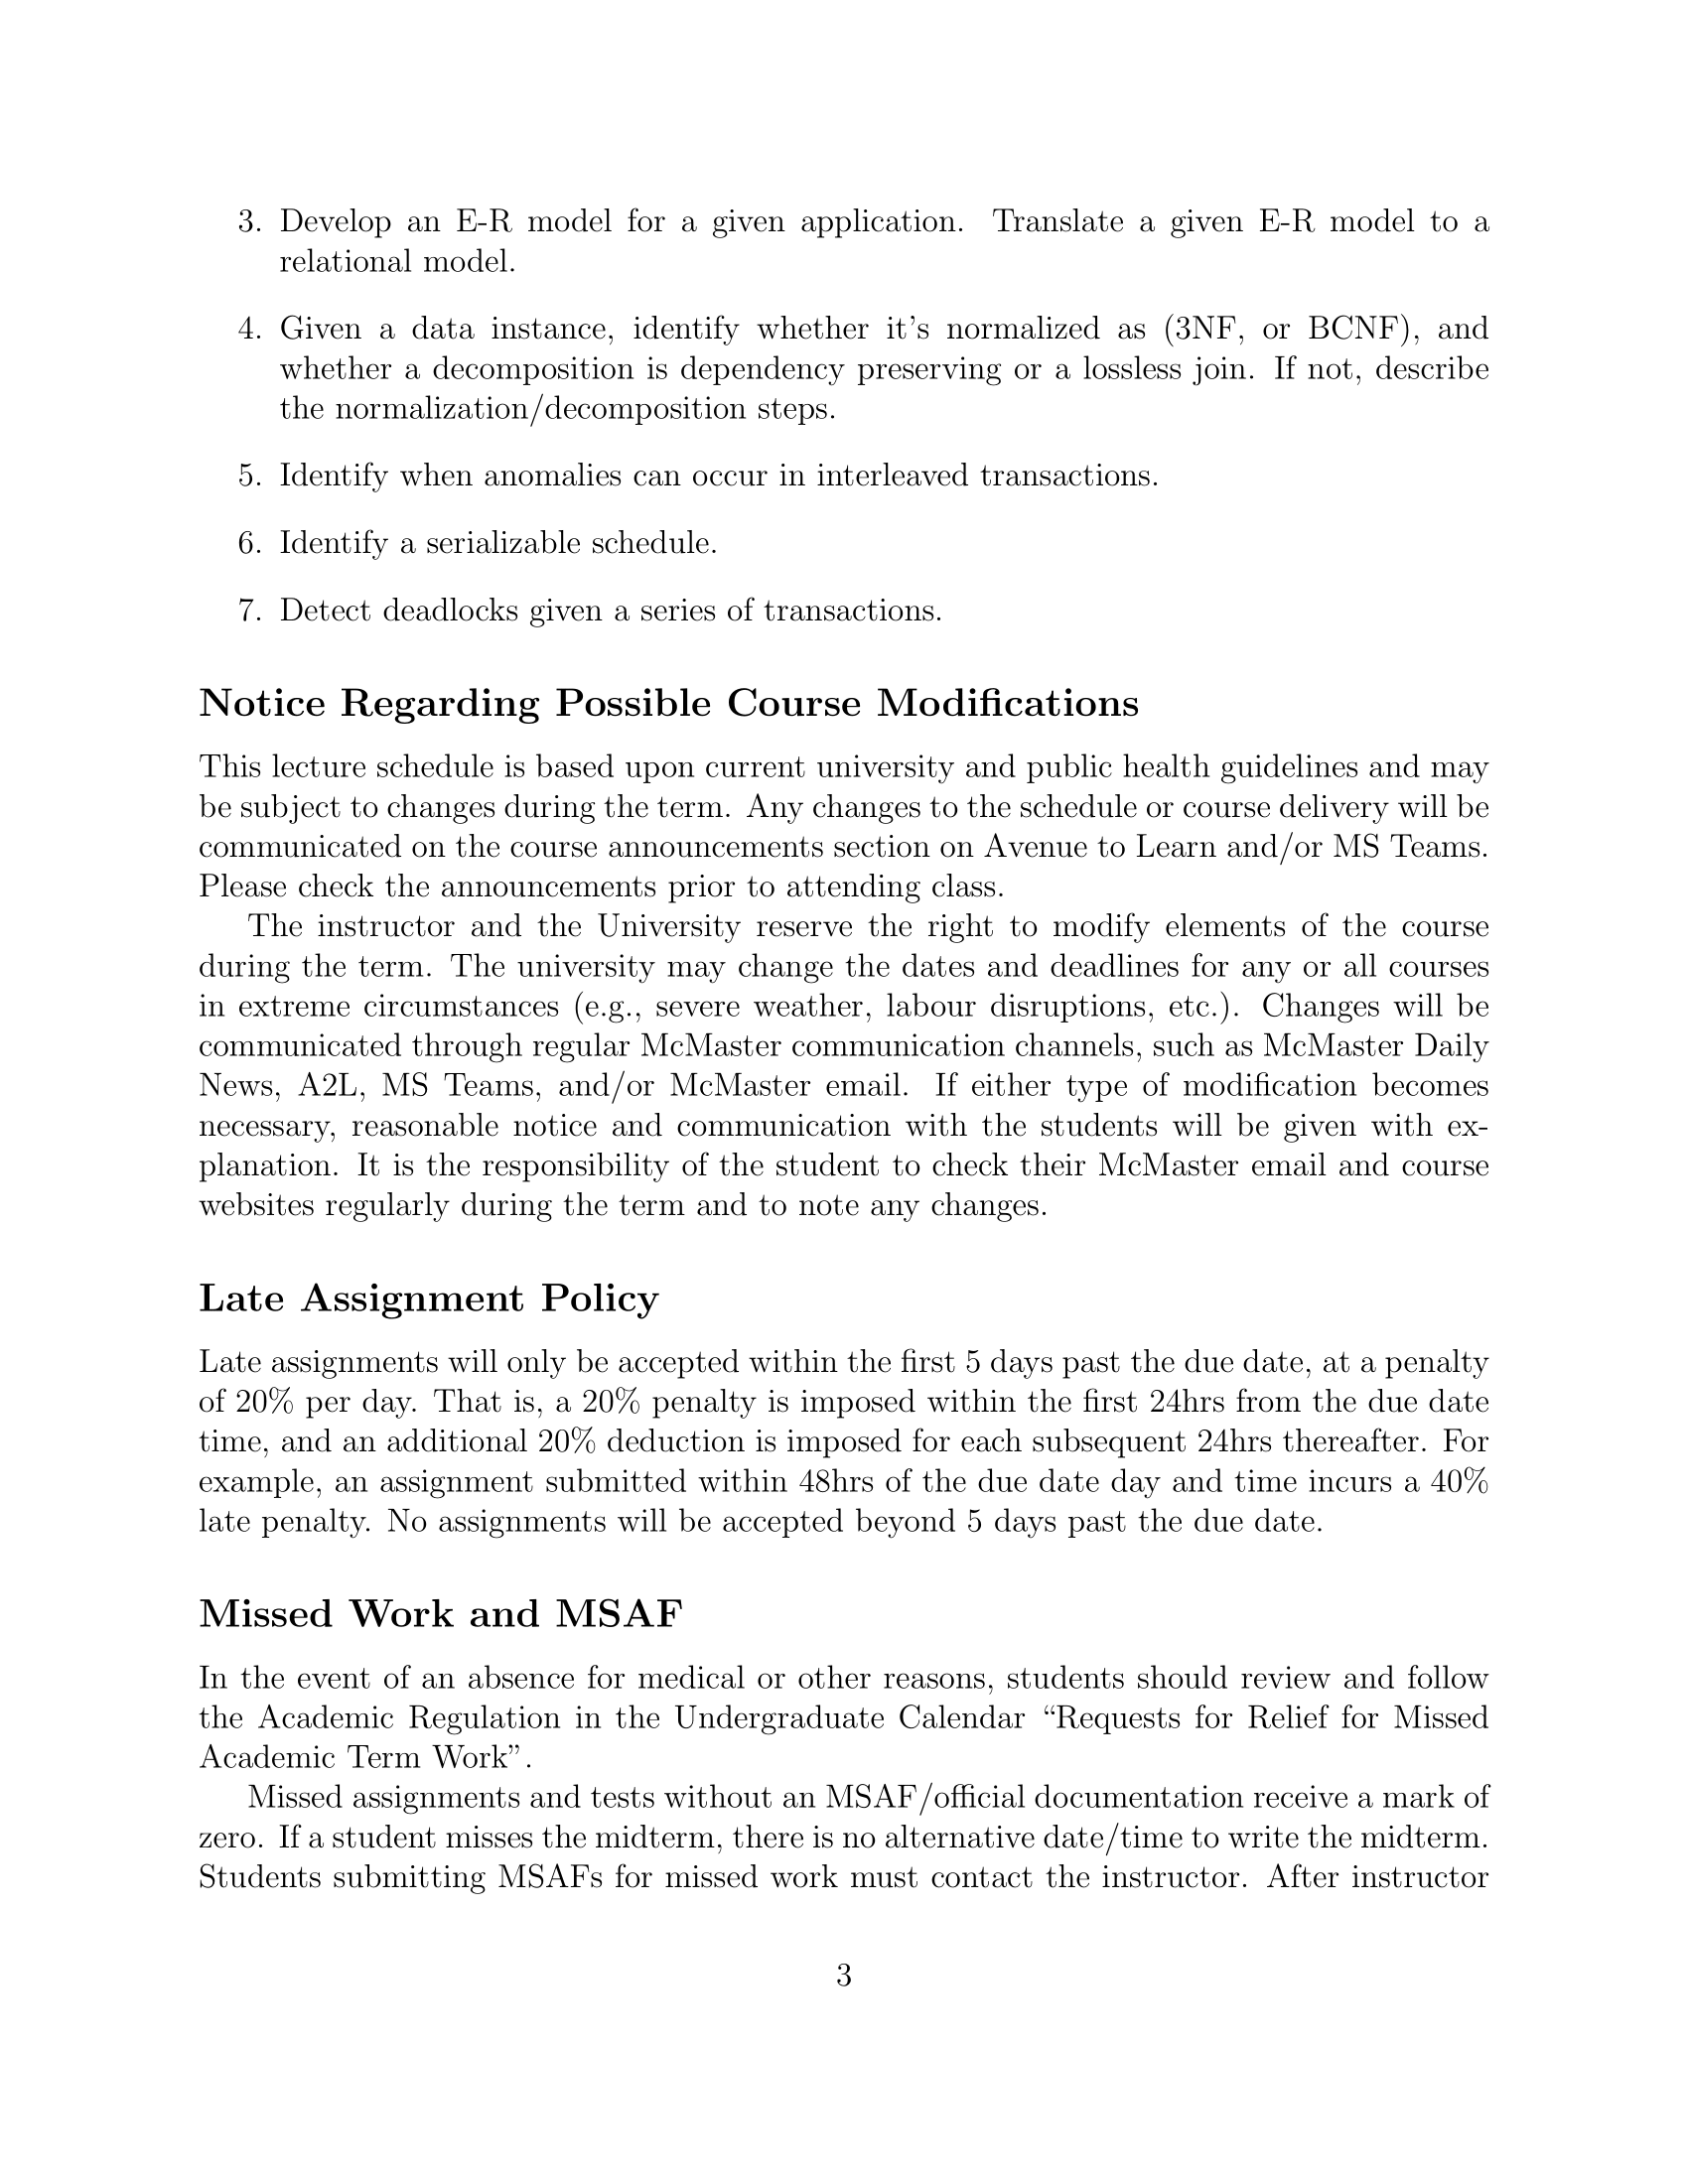 3. Develop an E-R model for a given application. Translate a given E-R model to a
relational model.
4. Given a data instance, identify whether it's normalized as (3NF, or BCNF), and
whether a decomposition is dependency preserving or a lossless join. If not, describe
the normalization/decomposition steps.
5. Identify when anomalies can occur in interleaved transactions.
6. Identify a serializable schedule.
7. Detect deadlocks given a series of transactions.
Notice Regarding Possible Course Modifications
This lecture schedule is based upon current university and public health guidelines and may
be subject to changes during the term. Any changes to the schedule or course delivery will be
communicated on the course announcements section on Avenue to Learn and/or MS Teams.
Please check the announcements prior to attending class.
The instructor and the University reserve the right to modify elements of the course
during the term. The university may change the dates and deadlines for any or all courses
in extreme circumstances (e.g., severe weather, labour disruptions, etc.). Changes will be
communicated through regular McMaster communication channels, such as McMaster Daily
News, A2L, MS Teams, and/or McMaster email. If either type of modification becomes
necessary, reasonable notice and communication with the students will be given with ex-
planation. It is the responsibility of the student to check their McMaster email and course
websites regularly during the term and to note any changes.
Late Assignment Policy
Late assignments will only be accepted within the first 5 days past the due date, at a penalty
of 20% per day. That is, a 20% penalty is imposed within the first 24hrs from the due date
time, and an additional 20% deduction is imposed for each subsequent 24hrs thereafter. For
example, an assignment submitted within 48hrs of the due date day and time incurs a 40%
late penalty. No assignments will be accepted beyond 5 days past the due date.
Missed Work and MSAF
In the event of an absence for medical or other reasons, students should review and follow
the Academic Regulation in the Undergraduate Calendar “Requests for Relief for Missed
Academic Term Work”.
Missed assignments and tests without an MSAF/official documentation receive a mark of
zero. If a student misses the midterm, there is no alternative date/time to write the midterm.
Students submitting MSAFs for missed work must contact the instructor. After instructor
3